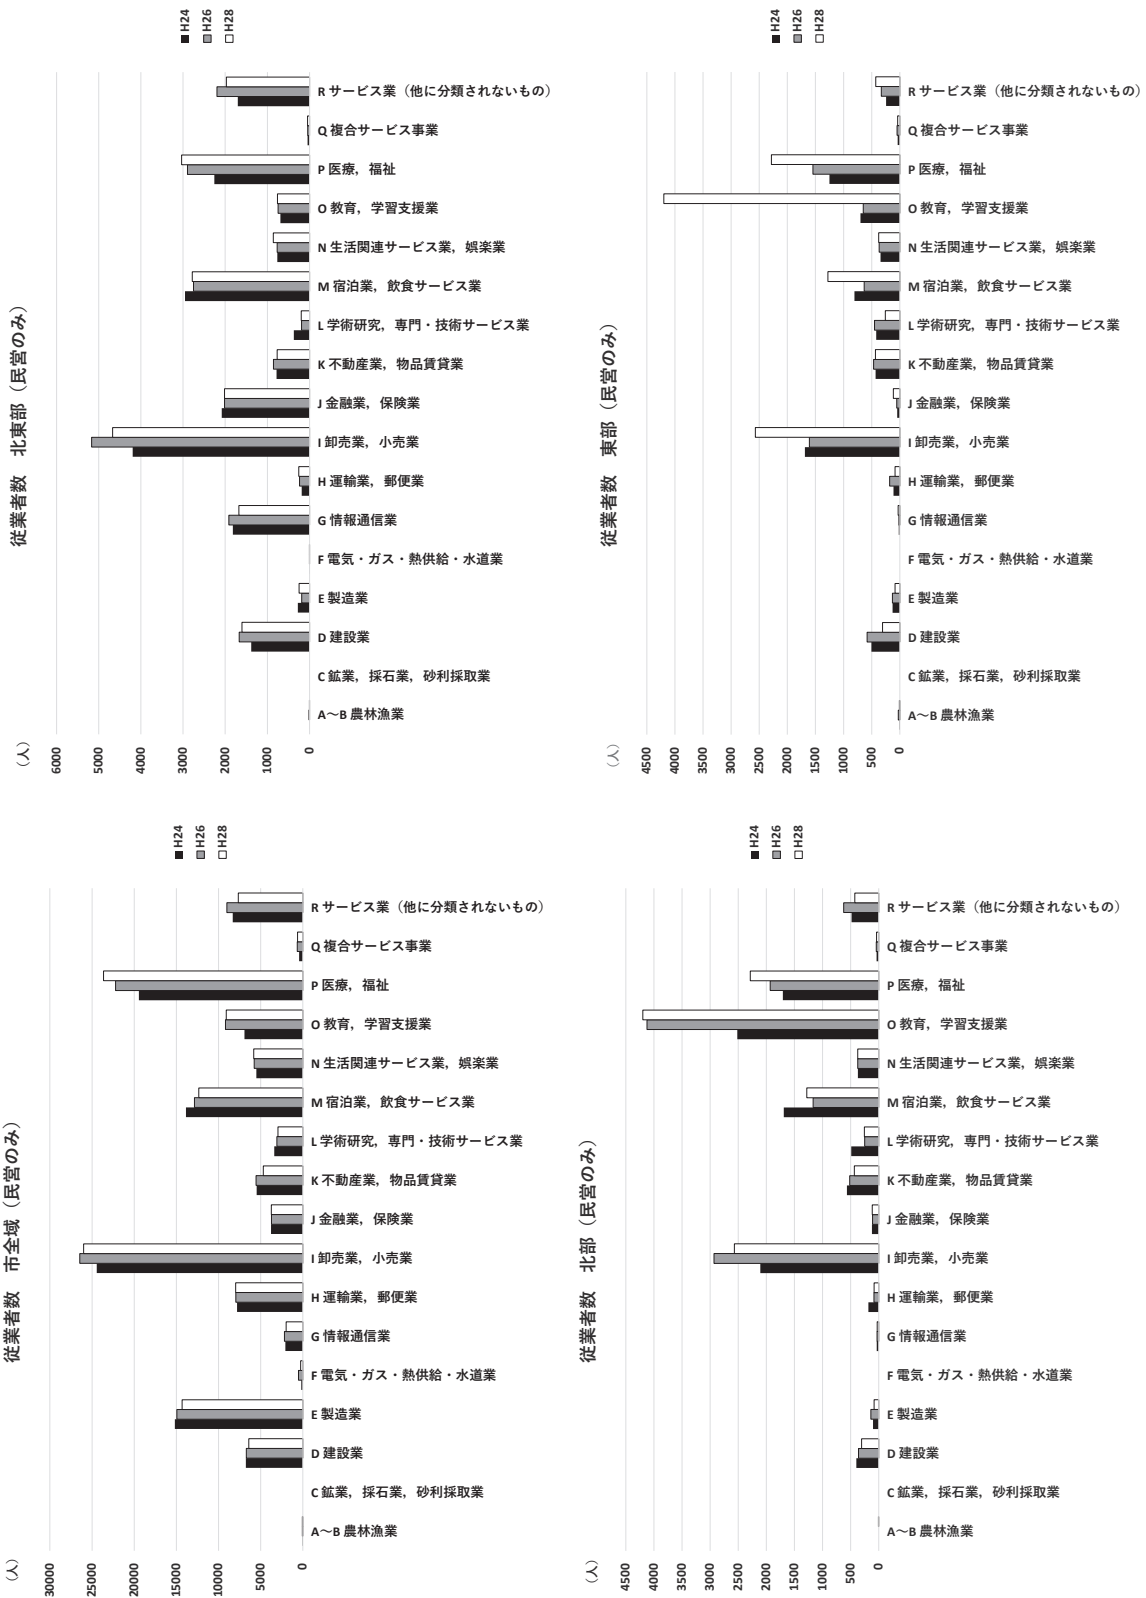 従業者数　市全域（民営のみ）
(人)
30000
25000
20000
15000
10000
5000
0
A～B 農林漁業
C 鉱業，採石業，砂利採取業
D 建設業
E 製造業
F 電気・ガス・熱供給・水道業
G 情報通信業
H 運輸業，郵便業
I 卸売業，小売業
J 金融業，保険業
K 不動産業，物品賃貸業
L 学術研究，専門・技術サービス業
M 宿泊業，飲食サービス業
N 生活関連サービス業，娯楽業
O 教育，学習支援業
P 医療，福祉
Q 複合サービス事業
R サービス業（他に分類されないもの）
H24
H26
H28
従業者数　北東部（民営のみ）
(人)
6000
5000
4000
3000
2000
1000
0
A～B 農林漁業
C 鉱業，採石業，砂利採取業
D 建設業
E 製造業
F 電気・ガス・熱供給・水道業
G 情報通信業
H 運輸業，郵便業
I 卸売業，小売業
J 金融業，保険業
K 不動産業，物品賃貸業
L 学術研究，専門・技術サービス業
M 宿泊業，飲食サービス業
N 生活関連サービス業，娯楽業
O 教育，学習支援業
P 医療，福祉
Q 複合サービス事業
R サービス業（他に分類されないもの）
H24
H26
H28
従業者数　北部（民営のみ）
(人)
4500
4000
3500
3000
2500
2000
1500
1000
500
0
A～B 農林漁業
C 鉱業，採石業，砂利採取業
D 建設業
E 製造業
F 電気・ガス・熱供給・水道業
G 情報通信業
H 運輸業，郵便業
I 卸売業，小売業
J 金融業，保険業
K 不動産業，物品賃貸業
L 学術研究，専門・技術サービス業
M 宿泊業，飲食サービス業
N 生活関連サービス業，娯楽業
O 教育，学習支援業
P 医療，福祉
Q 複合サービス事業
R サービス業（他に分類されないもの）
H24
H26
H28
従業者数　東部（民営のみ）
(人)
4500
4000
3500
3000
2500
2000
1500
1000
500
0
A～B 農林漁業
C 鉱業，採石業，砂利採取業
D 建設業
E 製造業
F 電気・ガス・熱供給・水道業
G 情報通信業
H 運輸業，郵便業
I 卸売業，小売業
J 金融業，保険業
K 不動産業，物品賃貸業
L 学術研究，専門・技術サービス業
M 宿泊業，飲食サービス業
N 生活関連サービス業，娯楽業
O 教育，学習支援業
P 医療，福祉
Q 複合サービス事業
R サービス業（他に分類されないもの）
H24
H26
H28